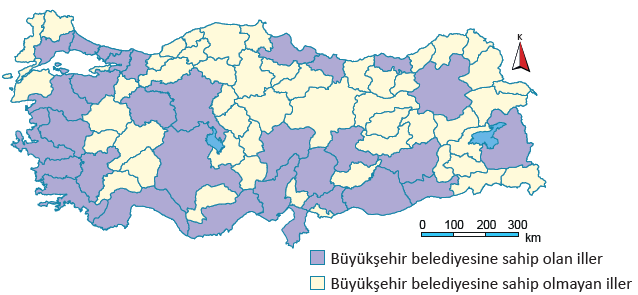 K
0 100 200 300
km
Büyükşehir belediyesine sahip olan iller
Büyükşehir belediyesine sahip olmayan iller